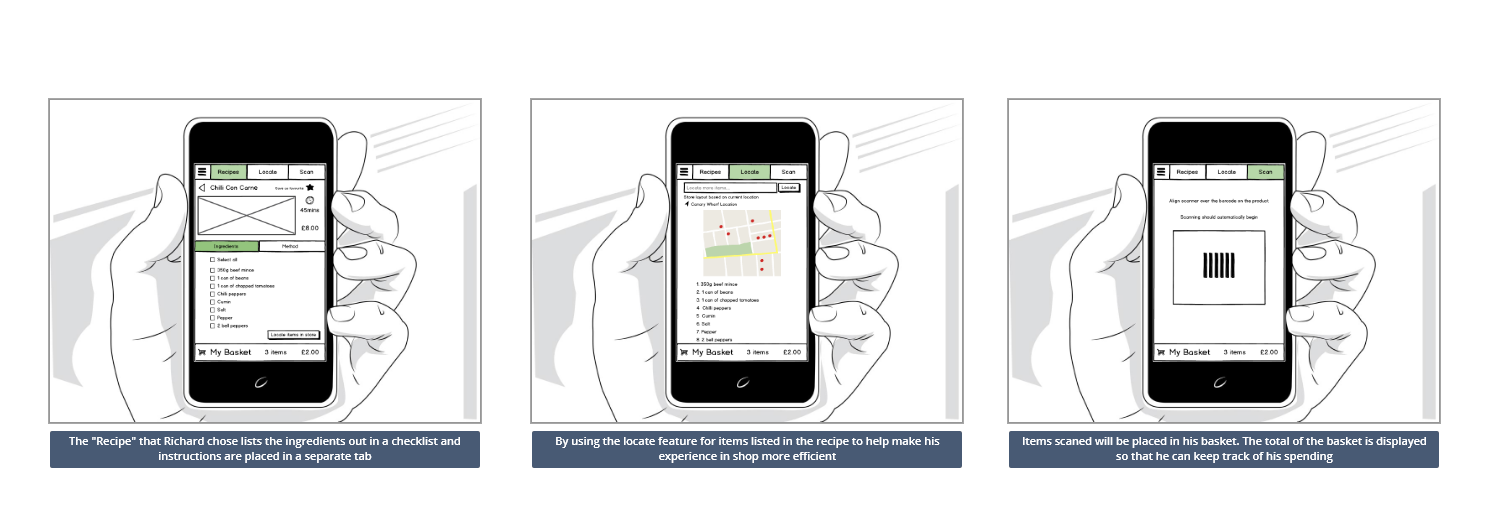 Recipes Locate Scan
Chilli Con Carne Save as favourite
45mins
£8.00
Ingredients Method
Select all
350g beef mince
1 can of beans
1 can of chopped tomatoes
Chilli peppers
Cumin
Salt
Pepper
2 bell peppers
Locate items in store
My Basket 3 items £2.00
The "Recipe" that Richard chose lists the ingredients out in a checklist and
instructions are placed in a separate tab
Recipes Locate Scan
Locate more items... Locate
Store layout based on current location
Canary Wharf Location
1. 350g beef mince
2. 1 can of beans
3. 1 can of chopped tomatoes
4. Chilli peppers
5. Cumin
6. Salt
7. Pepper
8. 2 bell peppers
My Basket 3 items £2.00
By using the locate feature for items listed in the recipe to help make his
experience in shop more efficient
Recipes Locate Scan
Align scanner over the barcode on the product
Scanning should automatically begin
My Basket 3 items £2.00
Items scaned will be placed in his basket. The total of the basket is displayed
so that he can keep track of his spending